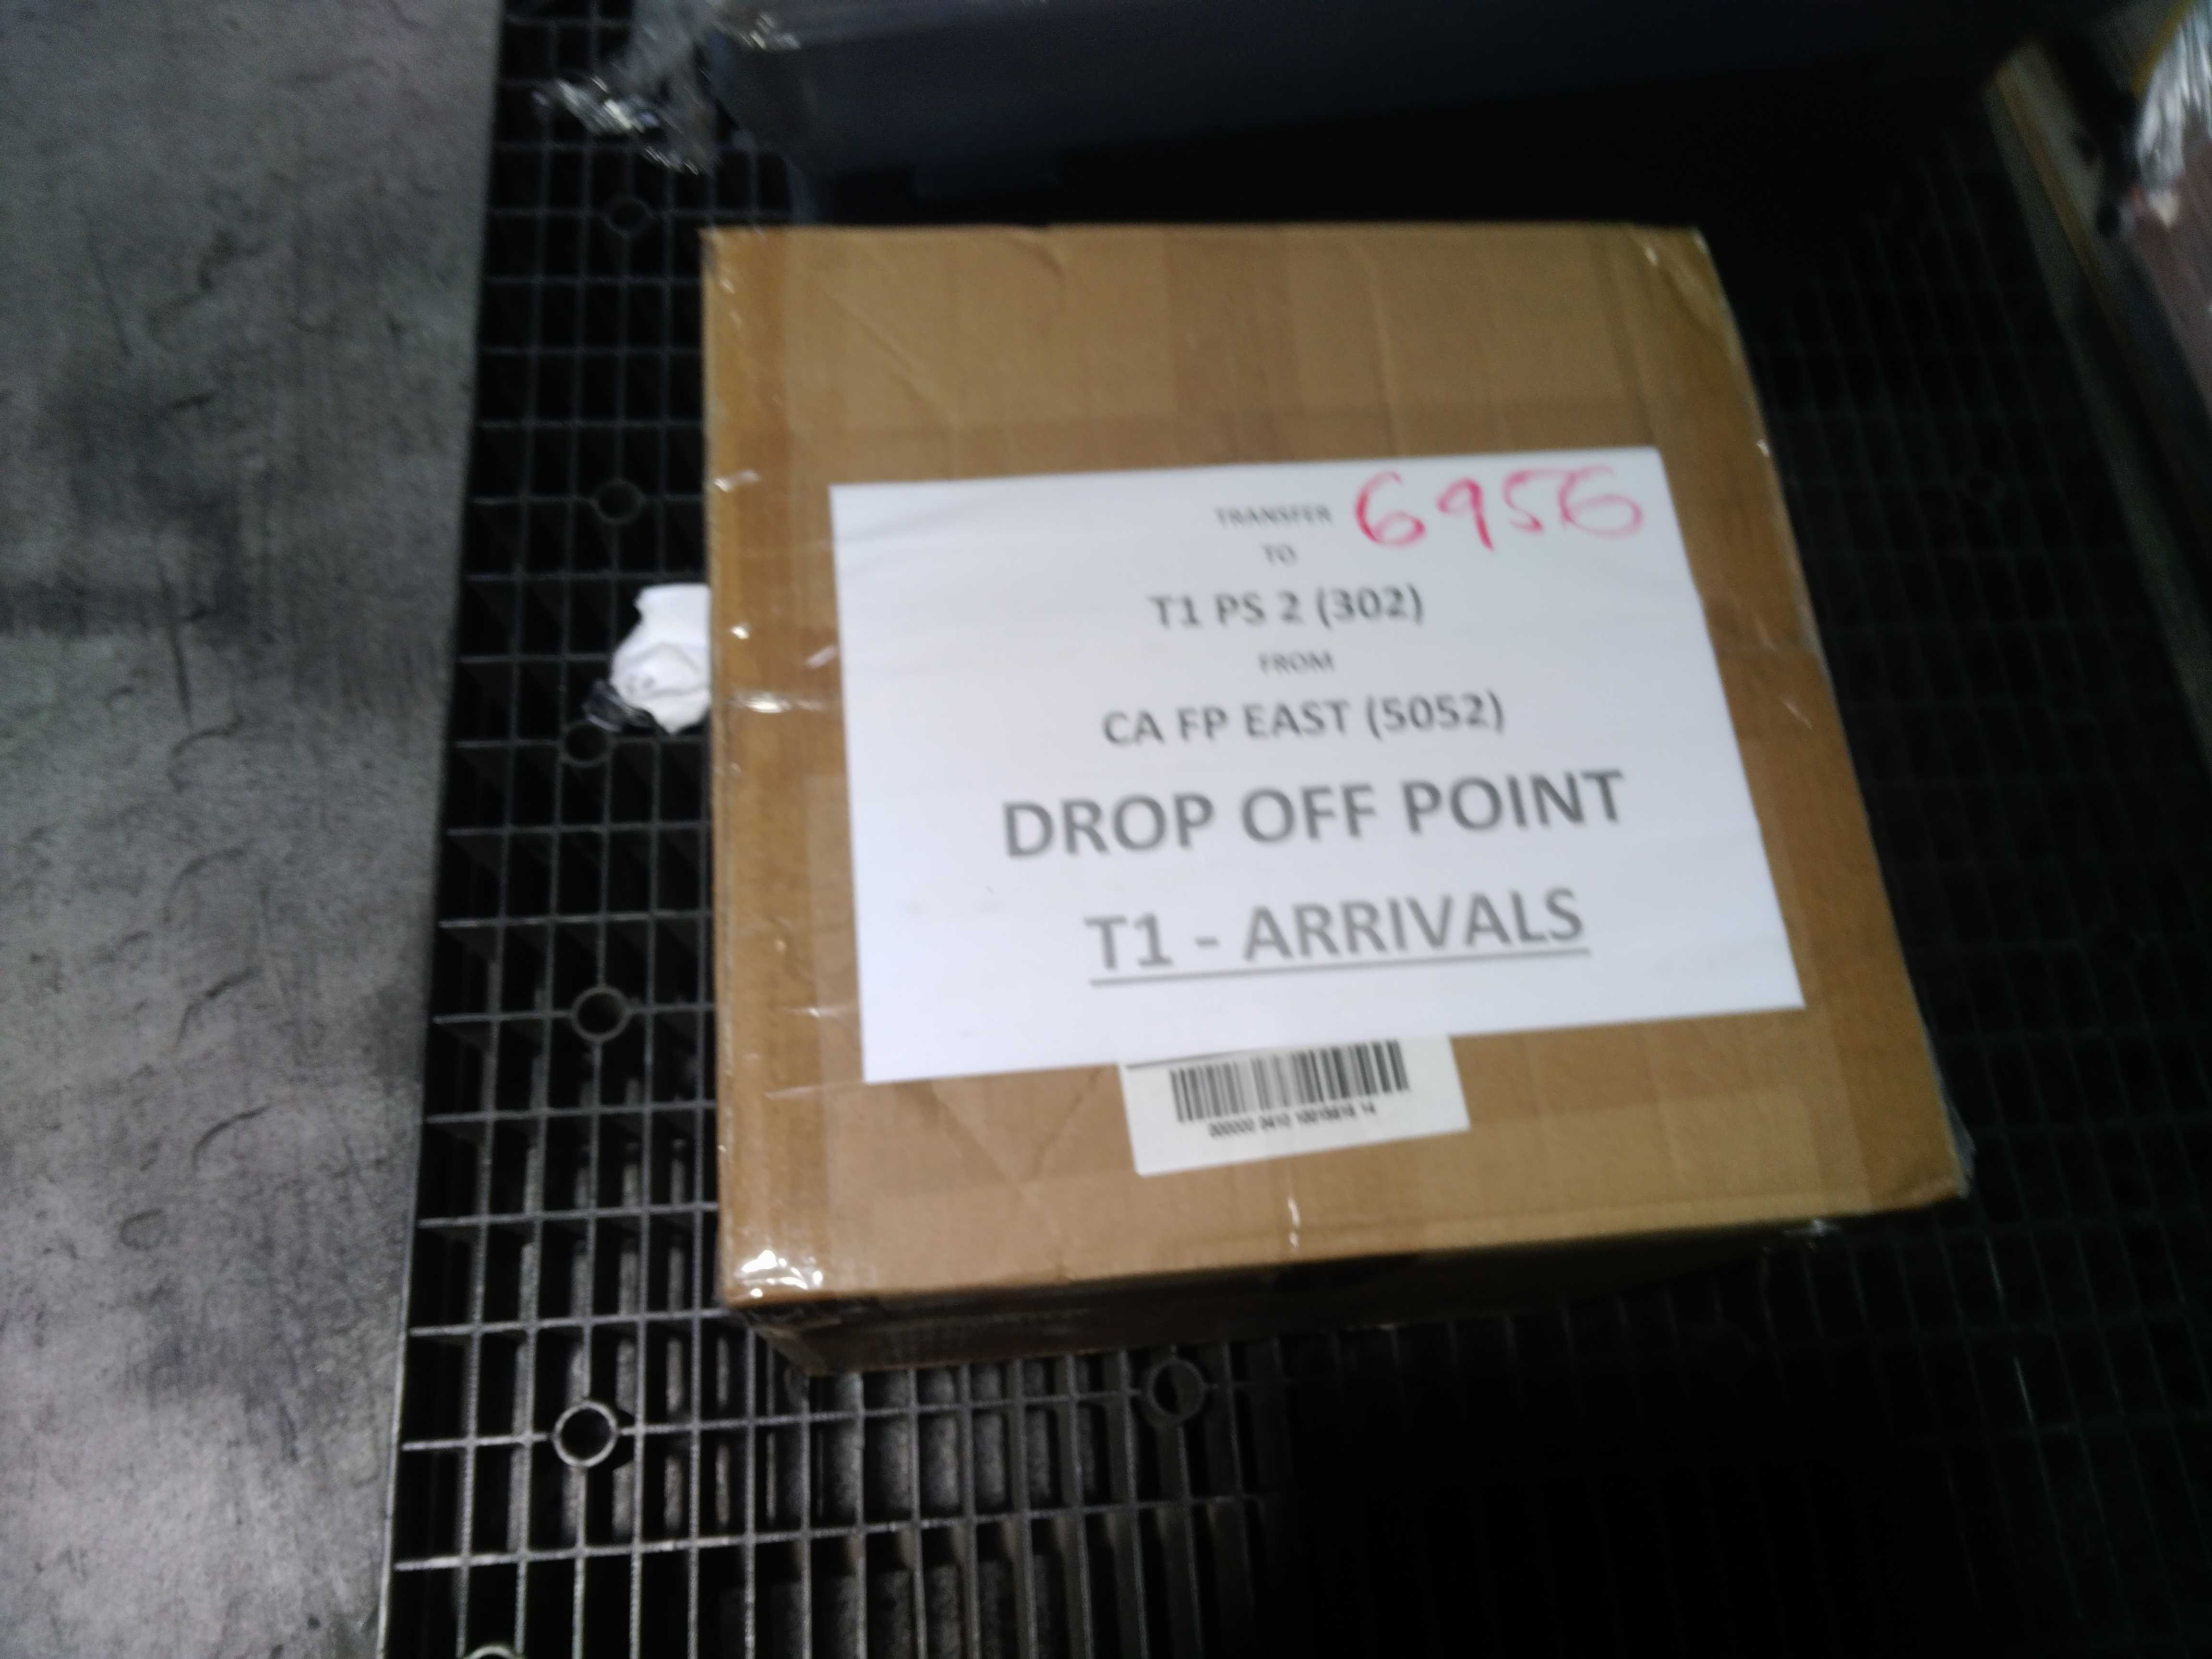 TRANSFER 6956
TO
T1 PS 2 (302)
FROM
CA FP EAST (5052)
DROP OFF POINT
T1 - ARRIVALS